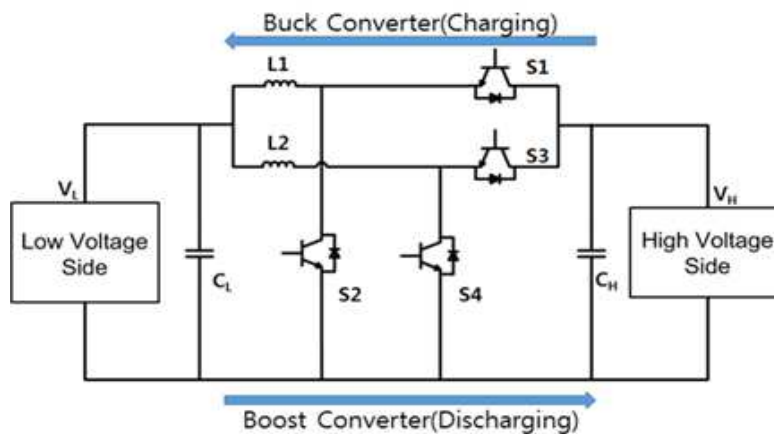 Buck Converter(Charging)
L1
S1
L2
S3
V_L
V_H
Low Voltage
Side
High Voltage
Side
C_L
S2
S4
C_H
Boost Converter(Discharging)